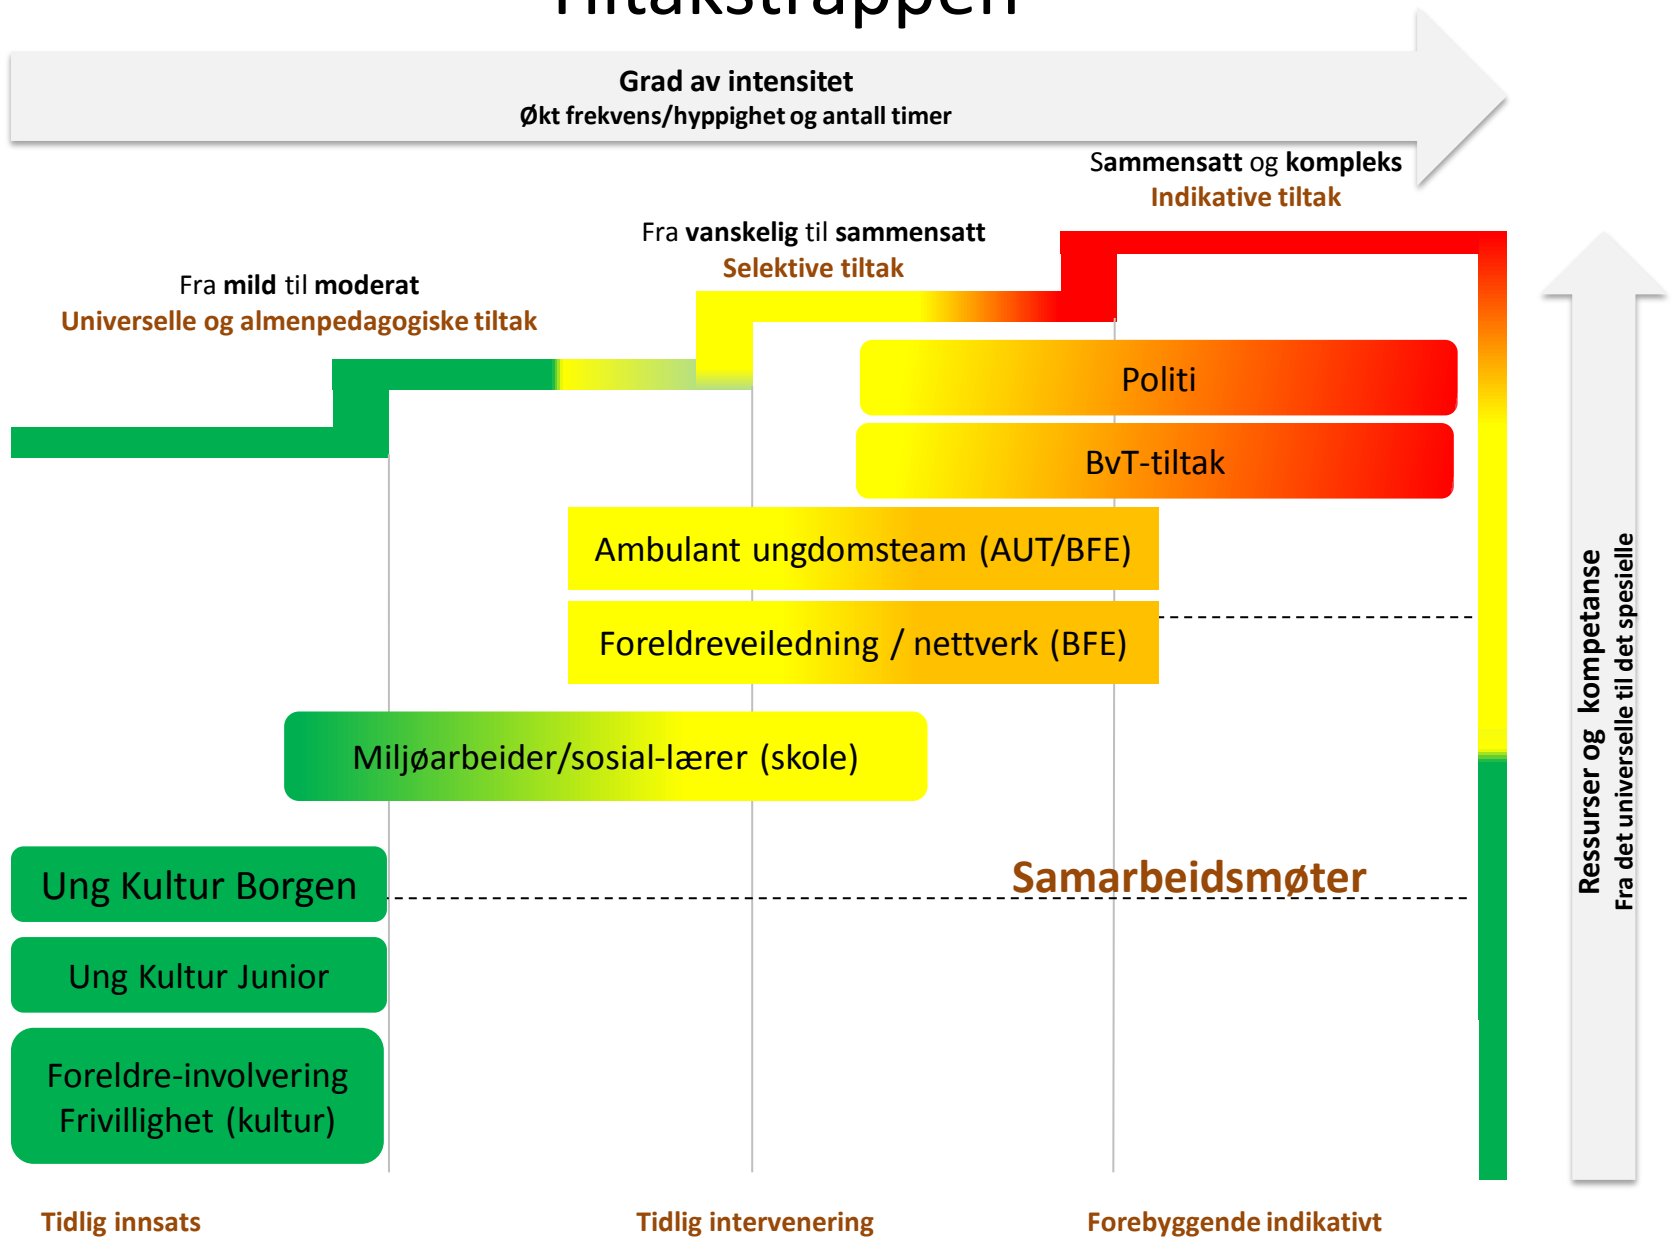 Tiltakstrappen
Grad av intensitet
Økt frekvens/hyppighet og antall timer
Sammensatt og kompleks
Indikative tiltak
Fra vanskelig til sammensatt
Selektive tiltak
Fra mild til moderat
Universelle og almenpedagogiske tiltak
Politi
BvT-tiltak
Ambulant ungdomsteam (AUT/BFE)
Foreldreveiledning / nettverk (BFE)
Miljøarbeider/sosial-lærer (skole)
Ung Kultur Borgen
Samarbeidsmøter
Ung Kultur Junior
Foreldre-involvering
Frivillighet (kultur)
Ressurser og kompetanse
Fra det universelle til det spesielle
Tidlig innsats
Tidlig intervenering
Forebyggende indikativt